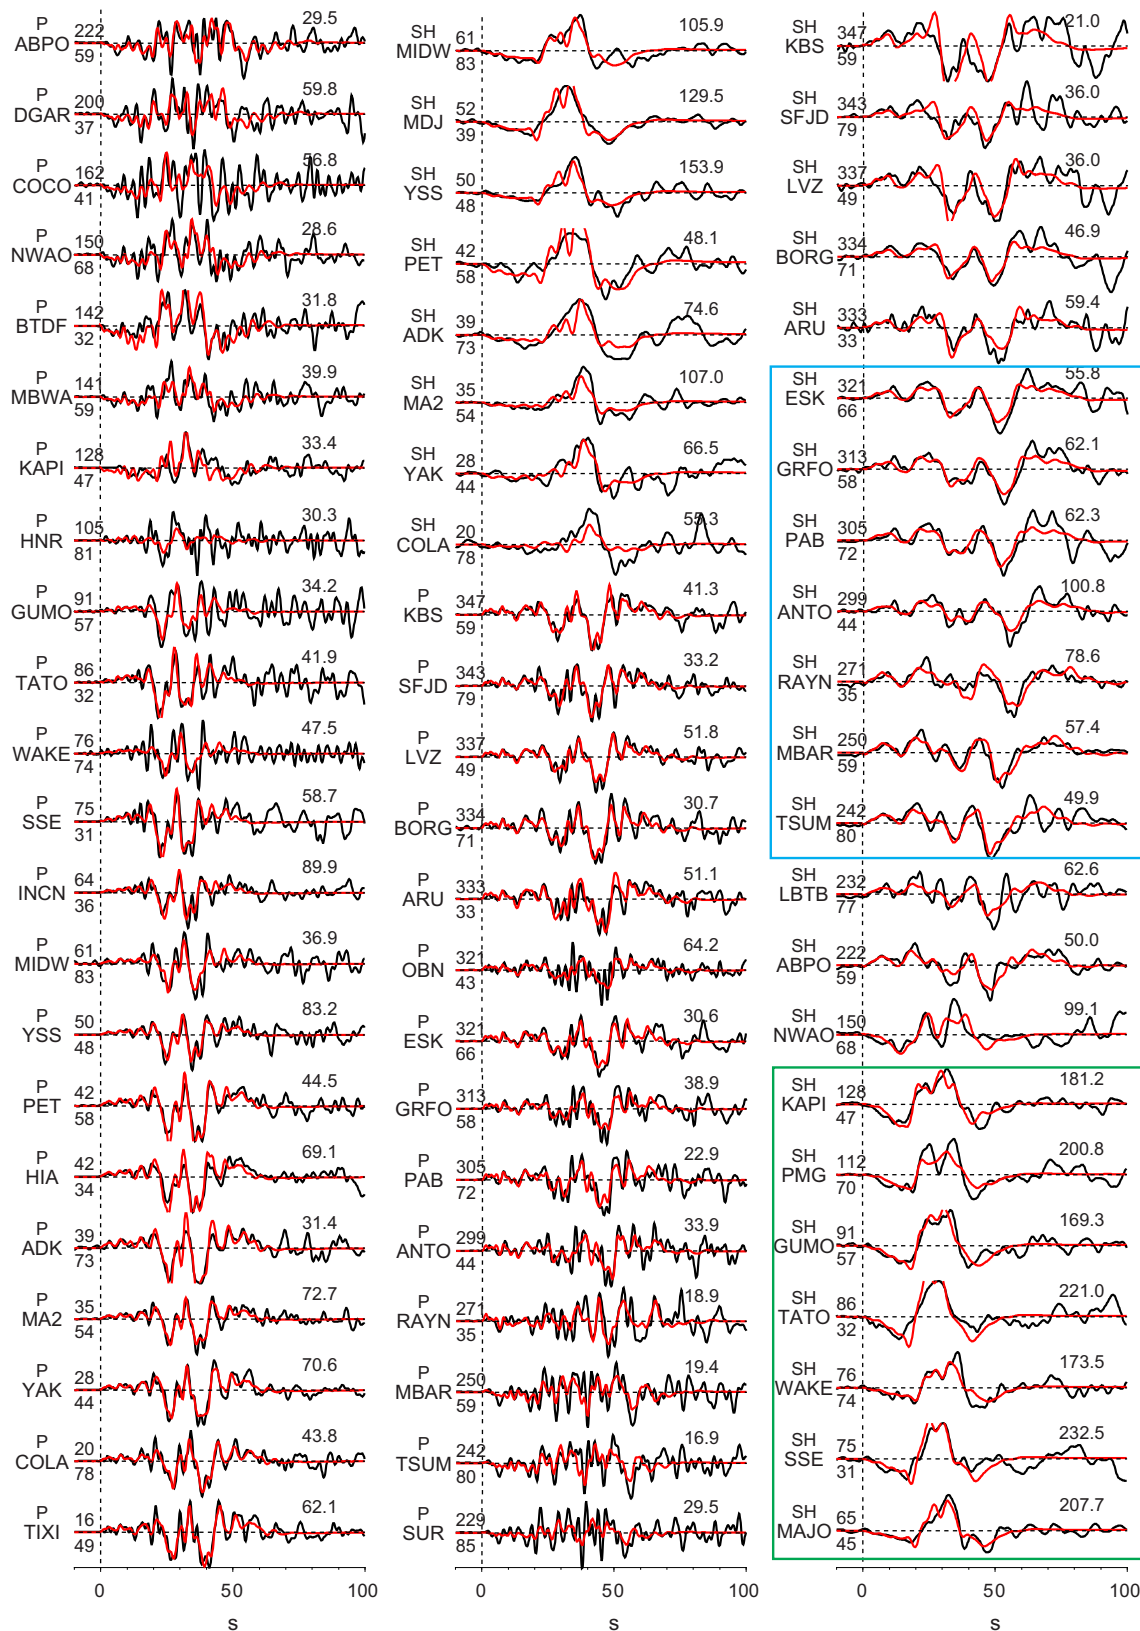 P
ABPO 222 29.5
59
P
DGAR 200 59.8
37
P
COCO 162 56.8
41
P
NWAO 150 28.6
68
P
BTDF 142 31.8
32
P
MBWA 141 39.9
59
P
KAPI 128 33.4
47
P
HNR 105 30.3
81
P
GUMO 91 34.2
57
P
TATO 86 41.9
32
P
WAKE 76 47.5
74
P
SSE 75 58.7
31
P
INCN 64 89.9
36
P
MIDW 61 36.9
83
P
YSS 50 83.2
48
P
PET 42 44.5
58
P
HIA 42 69.1
34
P
ADK 39 31.4
73
P
MA2 35 72.7
54
P
YAK 28 70.6
44
P
COLA 20 43.8
78
P
TIXI 16 62.1
49
0 50 100
s
SH
MIDW 61 105.9
83
SH
MDJ 52 129.5
39
SH
YSS 50 153.9
48
SH
PET 42 48.1
58
SH
ADK 39 74.6
73
SH
MA2 35 107.0
54
SH
YAK 28 66.5
44
SH
COLA 20 55.3
78
P
KBS 347 41.3
59
P
SFJD 343 33.2
79
P
LVZ 337 51.8
49
P
BORG 334 30.7
71
P
ARU 333 51.1
33
P
OBN 321 64.2
43
P
ESK 321 30.6
66
P
GRFO 313 38.9
58
P
PAB 305 22.9
72
P
ANTO 299 33.9
44
P
RAYN 271 18.9
35
P
MBAR 250 19.4
59
P
TSUM 242 16.9
80
P
SUR 229 29.5
85
0 50 100
s
SH
KBS 347 21.0
59
SH
SFJD 343 36.0
79
SH
LVZ 337 36.0
49
SH
BORG 334 46.9
71
SH
ARU 333 59.4
33
SH
ESK 321 55.8
66
SH
GRFO 313 62.1
58
SH
PAB 305 62.3
72
SH
ANTO 299 100.8
44
SH
RAYN 271 78.6
35
SH
MBAR 250 57.4
59
SH
TSUM 242 49.9
80
SH
LBTB 232 62.6
77
SH
ABPO 222 50.0
59
SH
NWAO 150 99.1
68
SH
KAPI 128 181.2
47
SH
PMG 112 200.8
70
SH
GUMO 91 169.3
57
SH
TATO 86 221.0
32
SH
WAKE 76 173.5
74
SH
SSE 75 232.5
31
SH
MAJO 65 207.7
45
0 50 100
s